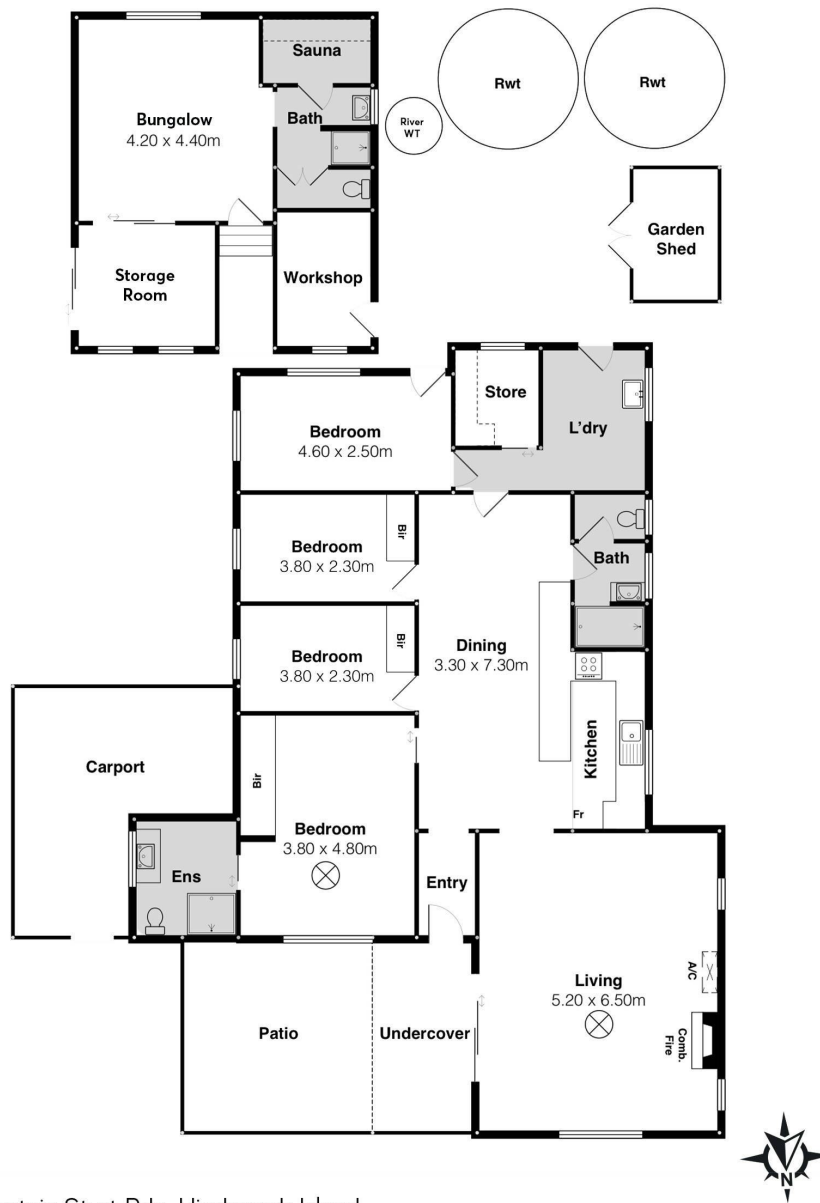 Sauna
Rwt
Rwt
Bungalow
4.20 x 4.40m
Bath
River
WT
Garden
Shed
Storage
Room
Workshop
Store
L'dry
Bedroom
4.60 x 2.50m
Bir
Bedroom
3.80 x 2.30m
Bath
Bir
Bedroom
3.80 x 2.30m
Dining
3.30 x 7.30m
Kitchen
Carport
Bir
Fr
Bedroom
3.80 x 4.80m
Ens
Entry
A/C
Living
5.20 x 6.50m
Patio
Undercover
Comb.
Fire
N